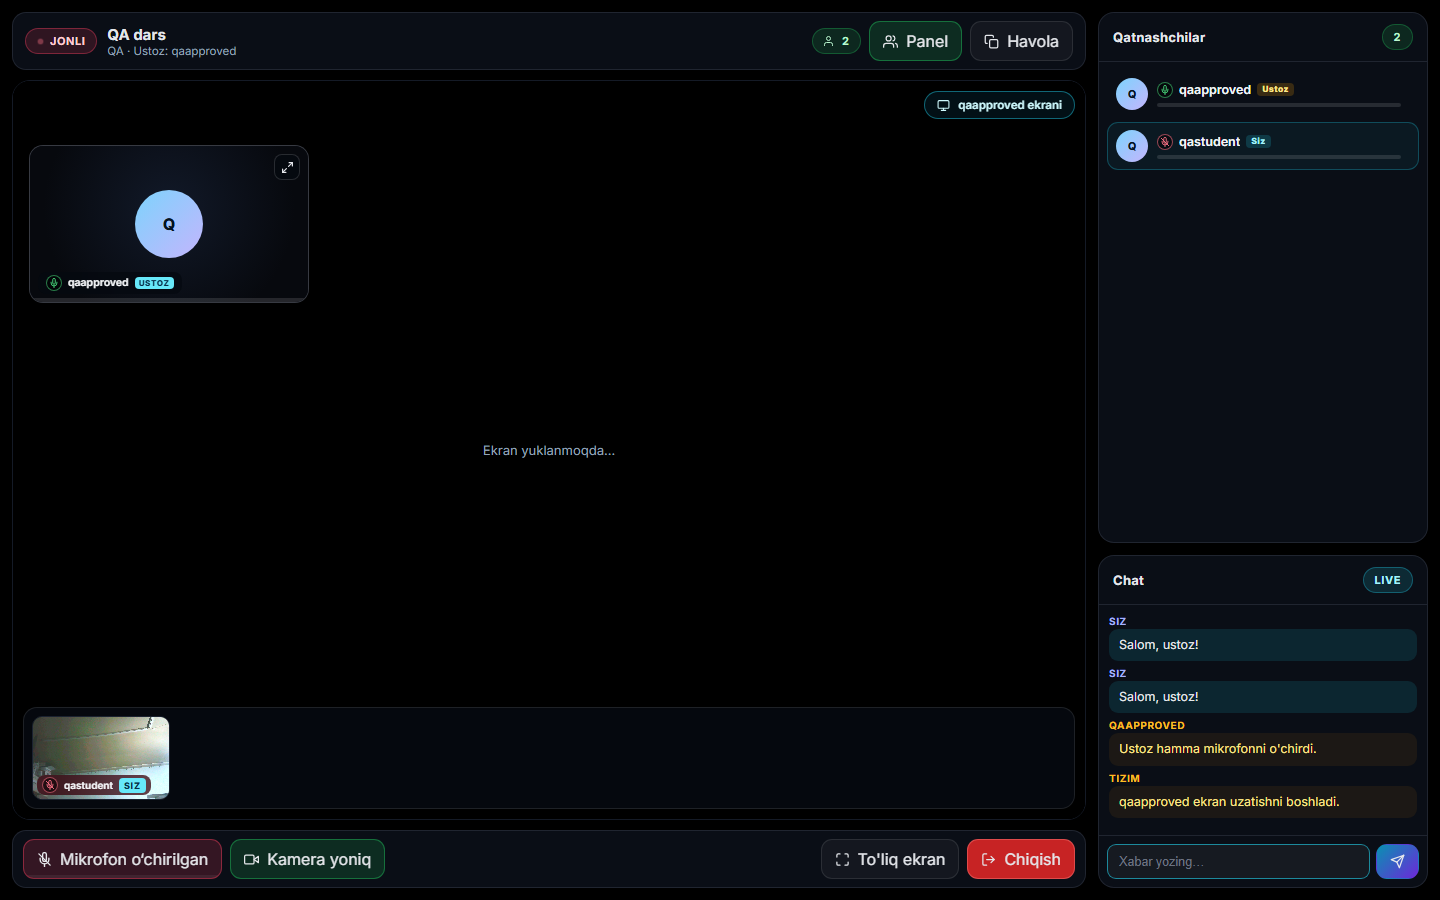 JONLI
QA dars
QA · Ustoz: qaapproved
2
Panel
Havola
qaapproved ekrani
Q
qaapproved USTOZ
Ekran yuklanmoqda...
qastudent SIZ
Mikrofon o‘chirilgan
Kamera yoniq
To'liq ekran
Chiqish
Qatnashchilar
2
Q
qaapproved Ustoz
Q
qastudent Siz
Chat
LIVE
SIZ
Salom, ustoz!
SIZ
Salom, ustoz!
QAAPPROVED
Ustoz hamma mikrofonni o'chirdi.
TIZIM
qaapproved ekran uzatishni boshladi.
Xabar yozing...